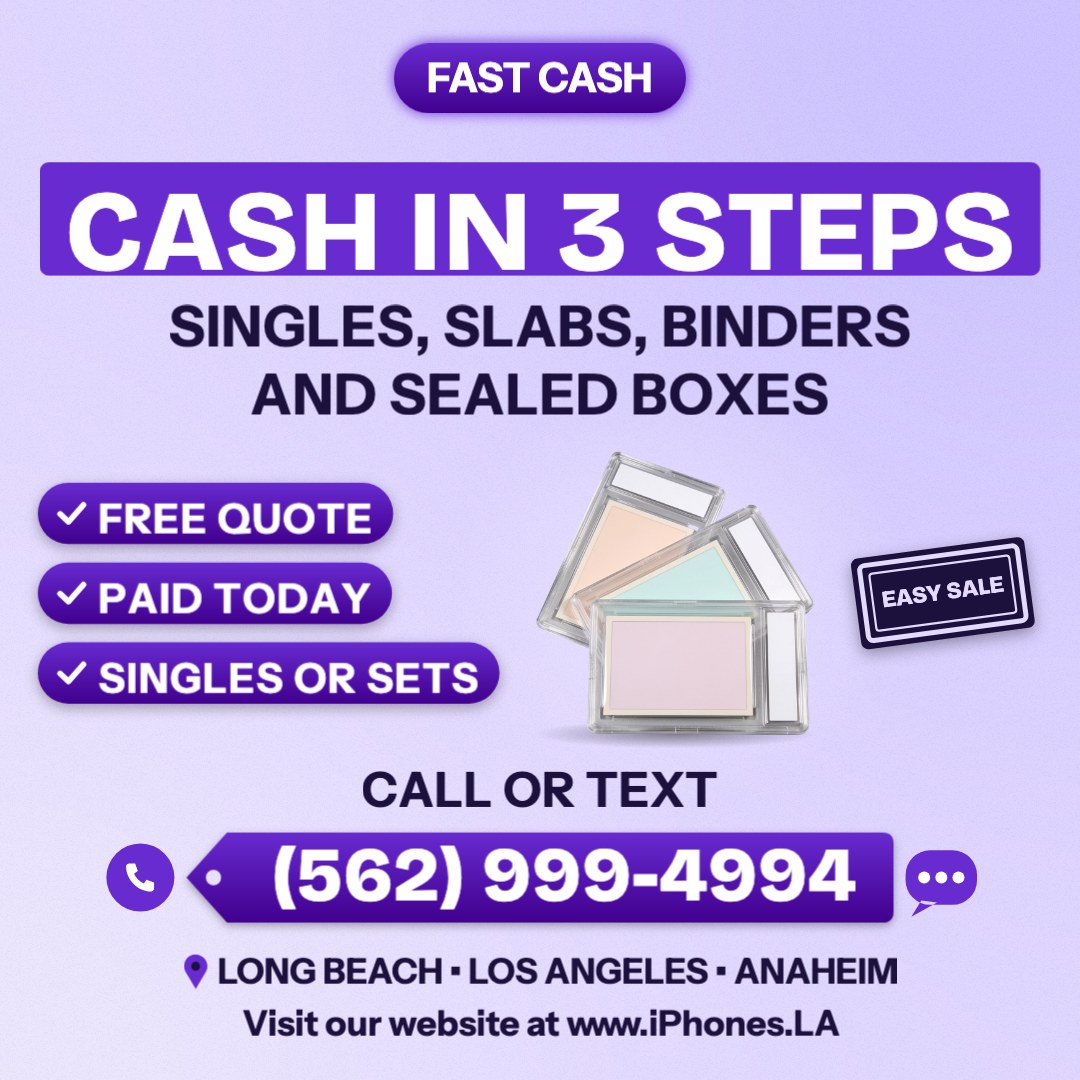 FAST CASH
CASH IN 3 STEPS
SINGLES, SLABS, BINDERS
AND SEALED BOXES
FREE QUOTE
PAID TODAY
SINGLES OR SETS
EASY SALE
CALL OR TEXT
(562) 999-4994
LONG BEACH ▪ LOS ANGELES ▪ ANAHEIM
Visit our website at www.iPhones.LA